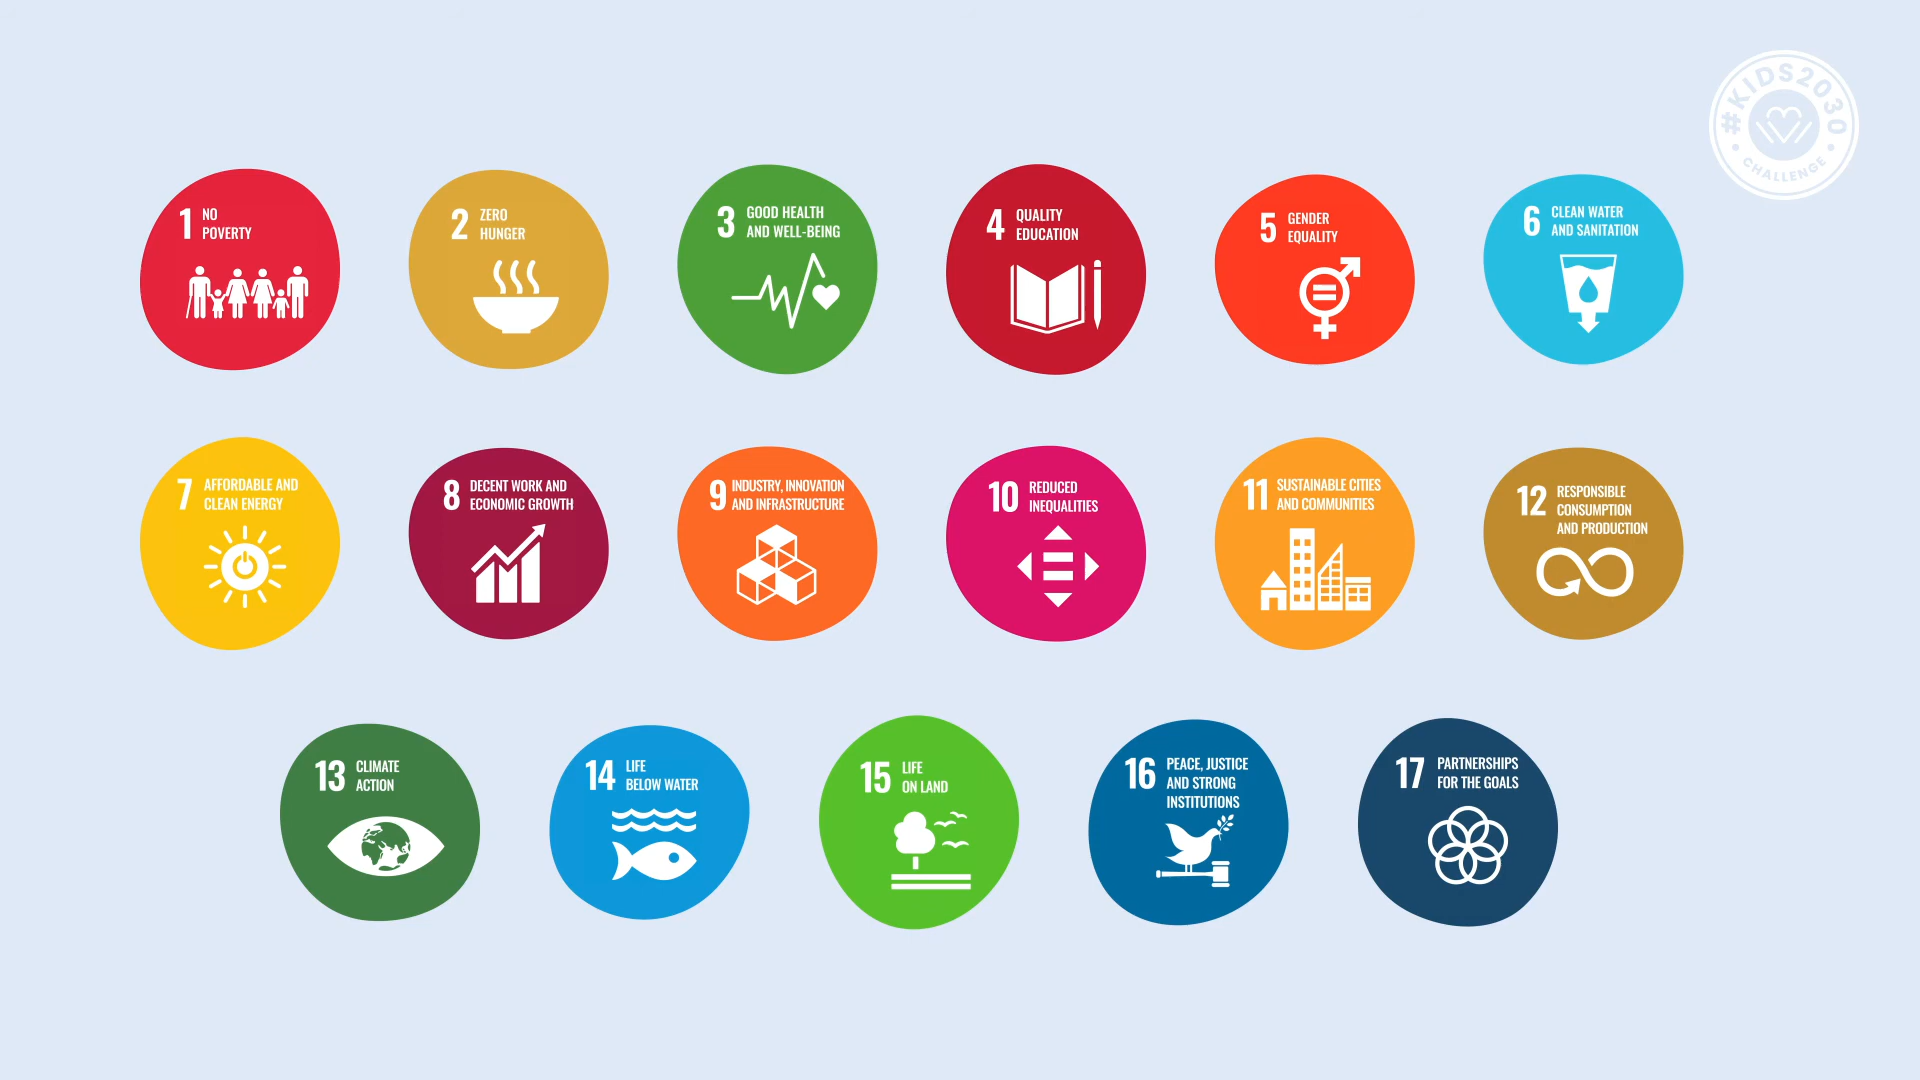 #KIDS2030
CHALLENGE
1 NO
POVERTY
2 ZERO
HUNGER
3 GOOD HEALTH
AND WELL-BEING
4 QUALITY
EDUCATION
5 GENDER
EQUALITY
6 CLEAN WATER
AND SANITATION
7 AFFORDABLE AND
CLEAN ENERGY
8 DECENT WORK AND
ECONOMIC GROWTH
9 INDUSTRY, INNOVATION
AND INFRASTRUCTURE
10 REDUCED
INEQUALITIES
11 SUSTAINABLE CITIES
AND COMMUNITIES
12 RESPONSIBLE
CONSUMPTION
AND PRODUCTION
13 CLIMATE
ACTION
14 LIFE
BELOW WATER
15 LIFE
ON LAND
16 PEACE, JUSTICE
AND STRONG
INSTITUTIONS
17 PARTNERSHIPS
FOR THE GOALS